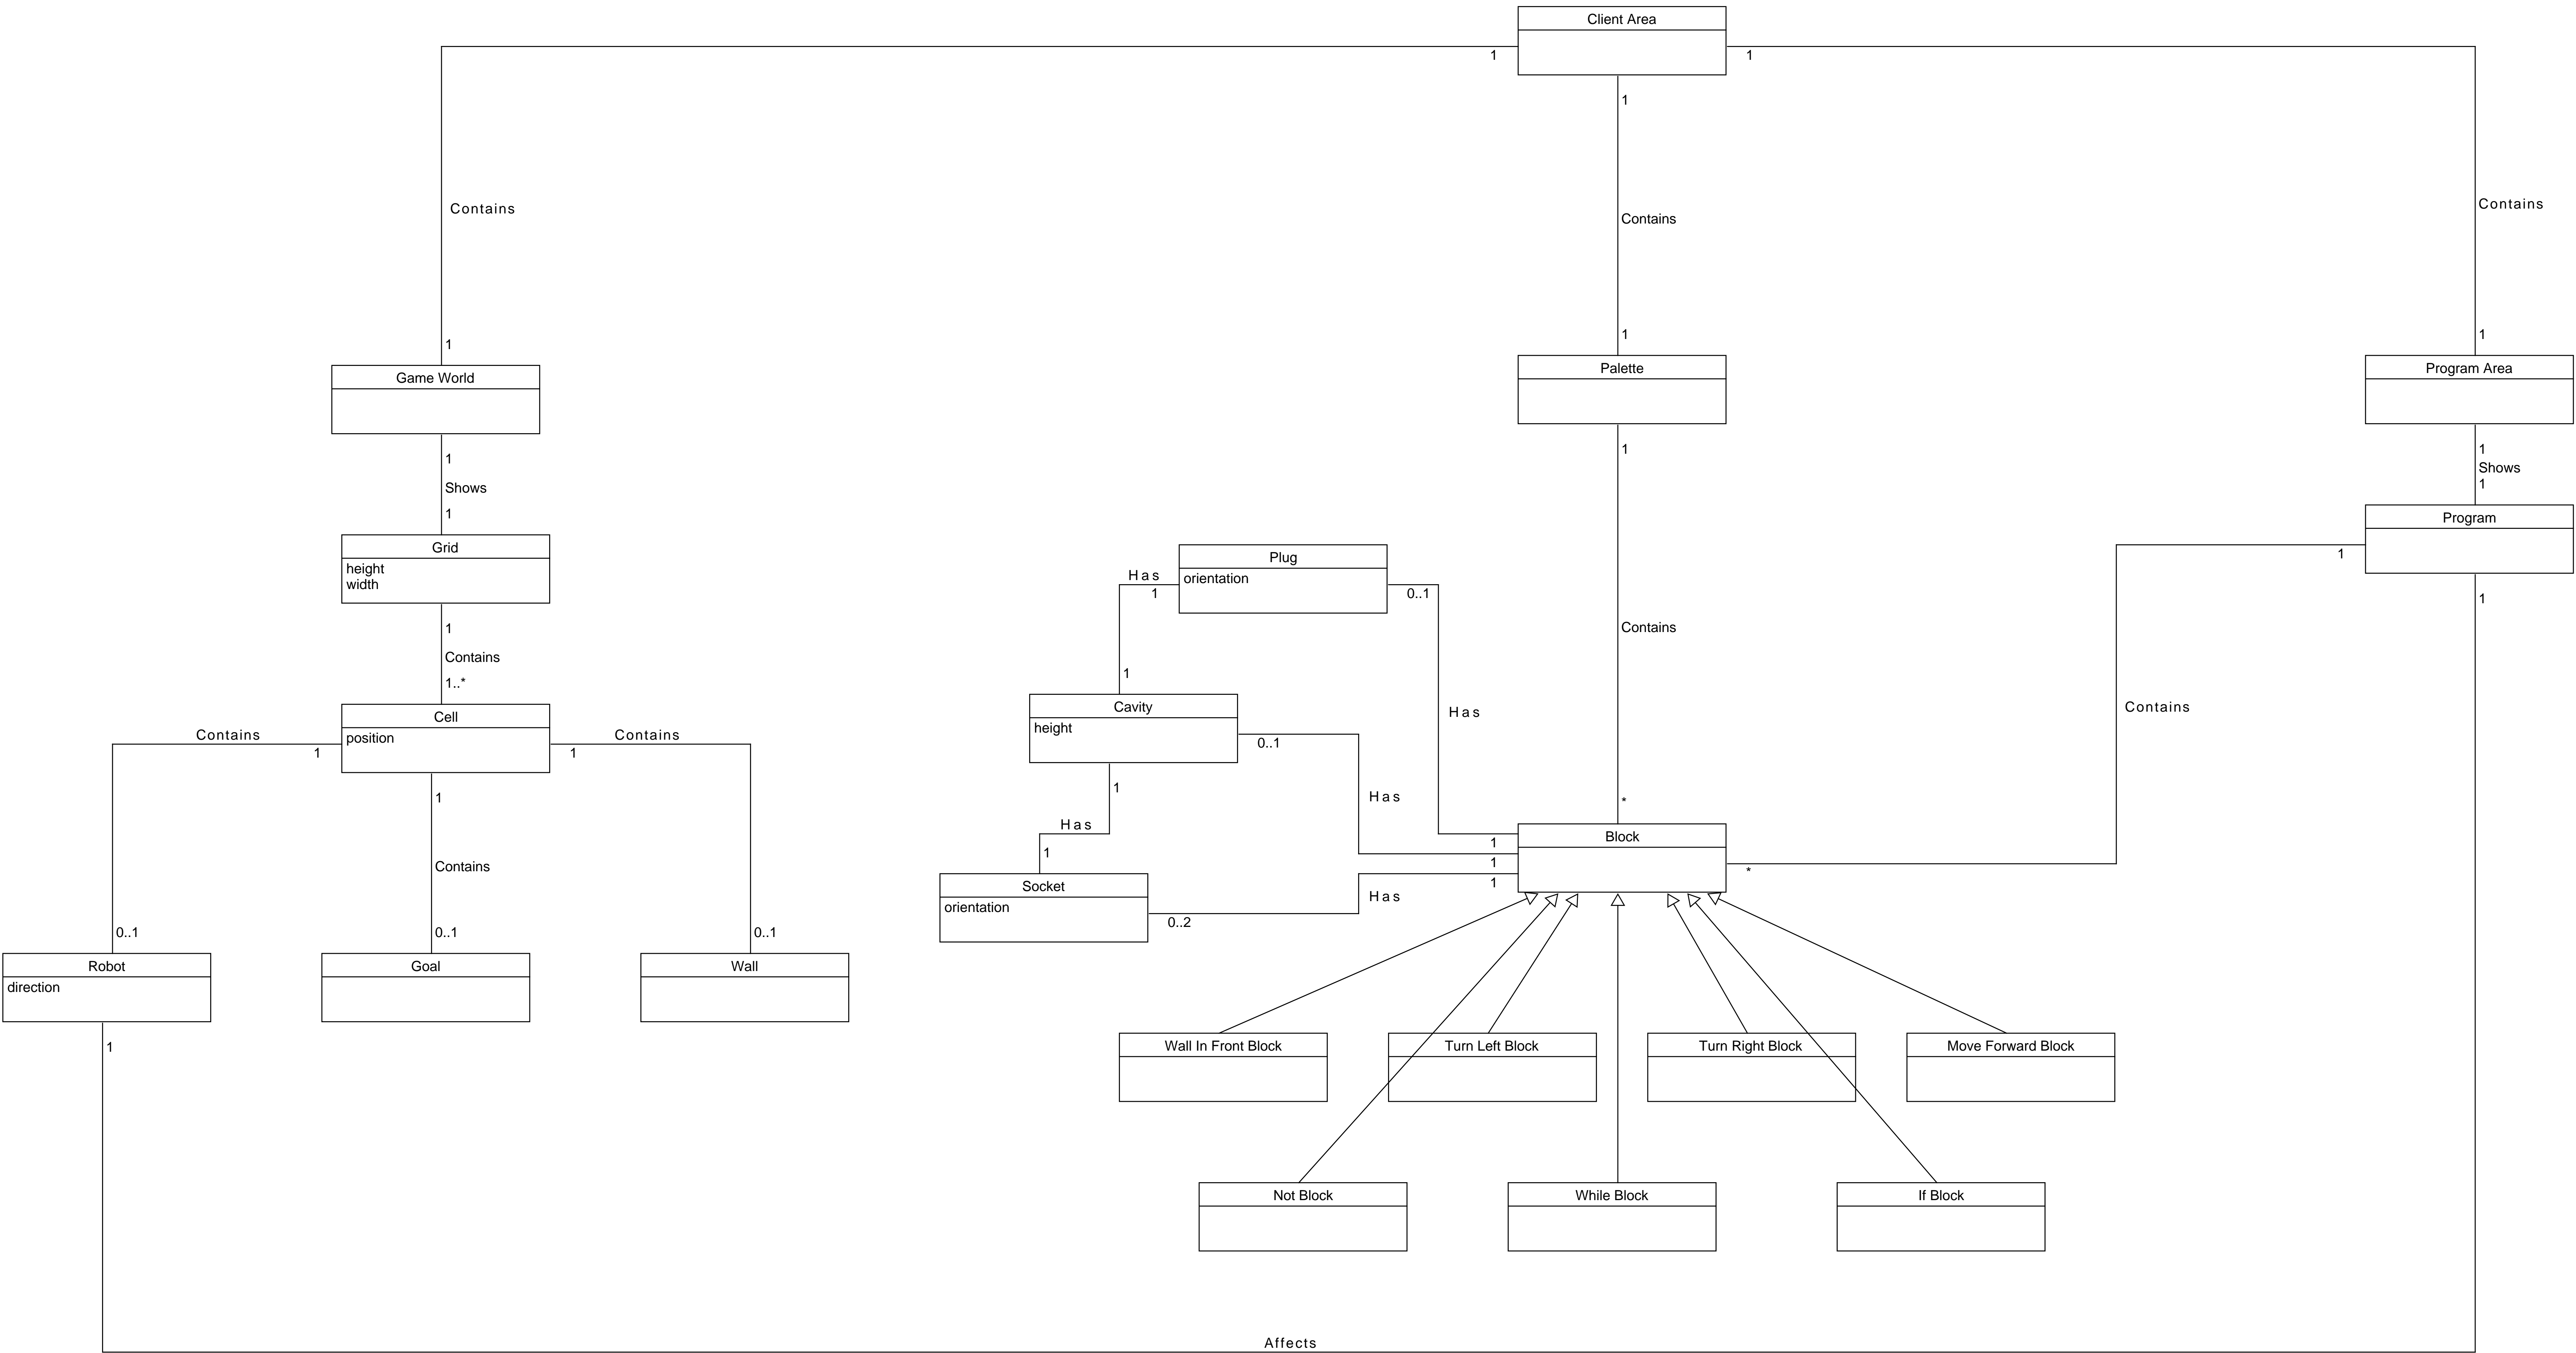 Client Area
1
1
1
Contains
Contains
Contains
1
1
1
Game World
Palette
Program Area
1
Shows
1
1
1
Shows
1
Grid
height
width
Program
1
1
Plug
orientation
Has
1
0..1
1
Contains
1..*
Contains
1
Cavity
height
0..1
Has
Contains
Cell
position
Contains
1
Contains
1
1
1
Has
1
Has
*
Block
1
1
1
*
Contains
Socket
orientation
0..2
Has
0..1
0..1
0..1
Robot
direction
Goal
Wall
1
Wall In Front Block
Turn Left Block
Turn Right Block
Move Forward Block
Not Block
While Block
If Block
Affects